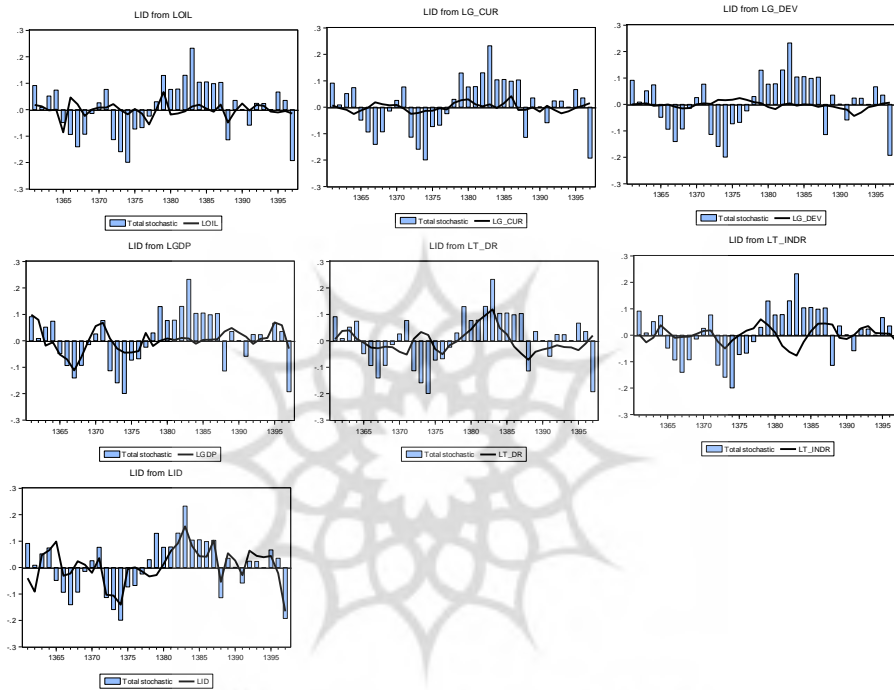 LID from LOIL
.3
.2
.1
.0
-.1
-.2
-.3
1365 1370 1375 1380 1385 1390 1395
Total stochastic LOIL
LID from LG_CUR
.3
.2
.1
.0
-.1
-.2
-.3
1365 1370 1375 1380 1385 1390 1395
Total stochastic LG_CUR
LID from LG_DEV
.3
.2
.1
.0
-.1
-.2
-.3
1365 1370 1375 1380 1385 1390 1395
Total stochastic LG_DEV
LID from LGDP
.3
.2
.1
.0
-.1
-.2
-.3
1365 1370 1375 1380 1385 1390 1395
Total stochastic LGDP
LID from LT_DR
.3
.2
.1
.0
-.1
-.2
-.3
1365 1370 1375 1380 1385 1390 1395
Total stochastic LT_DR
LID from LT_INDR
.3
.2
.1
.0
-.1
-.2
-.3
1365 1370 1375 1380 1385 1390 1395
Total stochastic LT_INDR
LID from LID
.3
.2
.1
.0
-.1
-.2
-.3
1365 1370 1375 1380 1385 1390 1395
Total stochastic LID